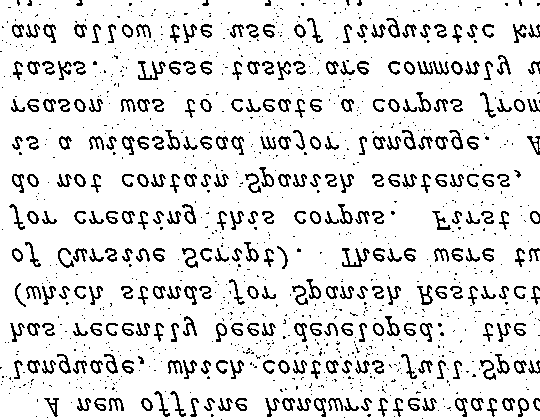 A new offline handwritten databa
language, which contains full Span
has recently been developed: the
(which stands for Spanish Restrict
of Cursive Script). There were tw
for creating this corpus. First o
do not contain Spanish sentences,
is a widespread major language. A
reason was to create a corpus from
tasks. These tasks are commonly u
and allow the use of linguistic kn